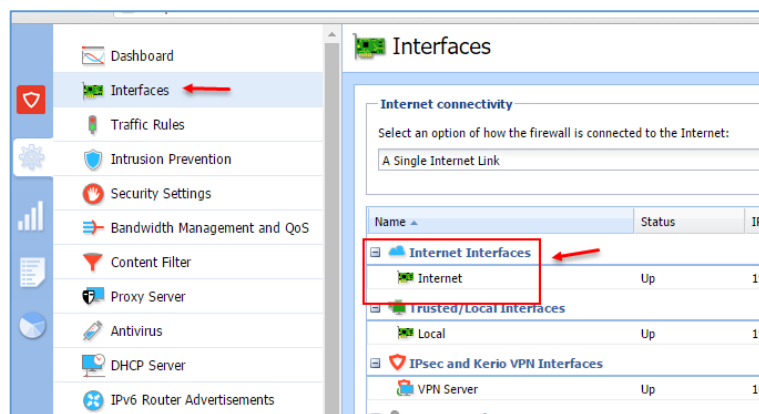 Dashboard
Interfaces
Traffic Rules
Intrusion Prevention
Security Settings
Bandwidth Management and QoS
Content Filter
Proxy Server
Antivirus
DHCP Server
IPv6 Router Advertisements
Interfaces
Internet connectivity
Select an option of how the firewall is connected to the Internet:
A Single Internet Link
Name Status
Internet Interfaces
Internet Up
Trusted/Local Interfaces
Local Up
IPsec and Kerio VPN Interfaces
VPN Server Up